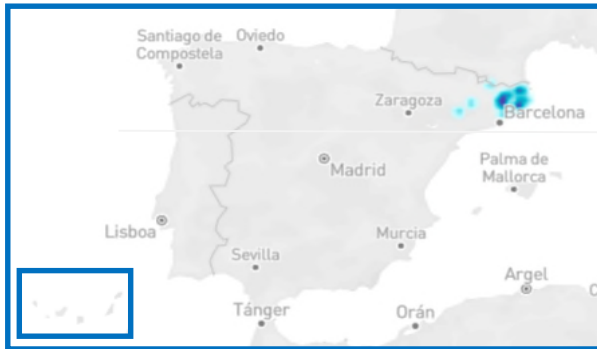 Santiago de
Compostela
Oviedo
Zaragoza
Barcelona
Madrid
Palma de
Mallorca
Lisboa
Murcia
Sevilla
Argel
Tánger
Orán